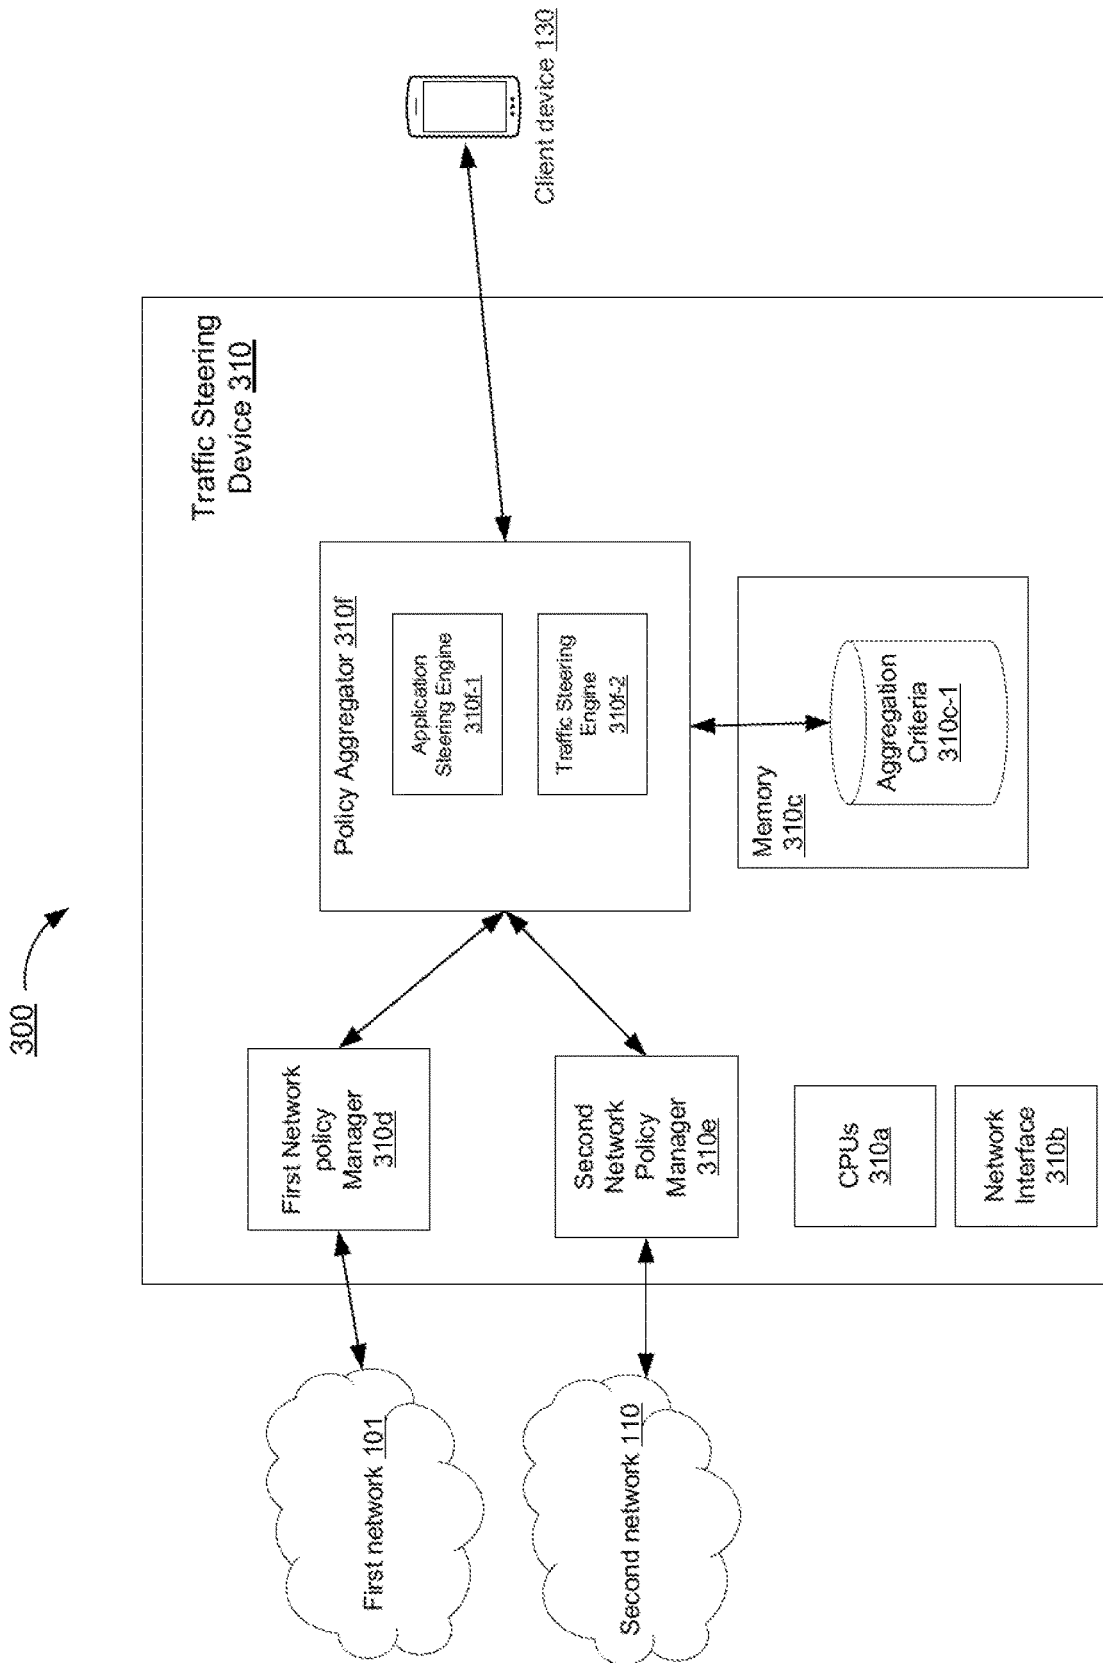 300
Traffic Steering
Device 310
First network 101
Second network 110
First Network
policy
Manager
310d
Second
Network
Policy
Manager
310e
CPUs
310a
Network
Interface
310b
Policy Aggregator 310f
Application
Steering Engine
310f-1
Traffic Steering
Engine
310f-2
Memory
310c
Aggregation
Criteria
310c-1
Client device 130